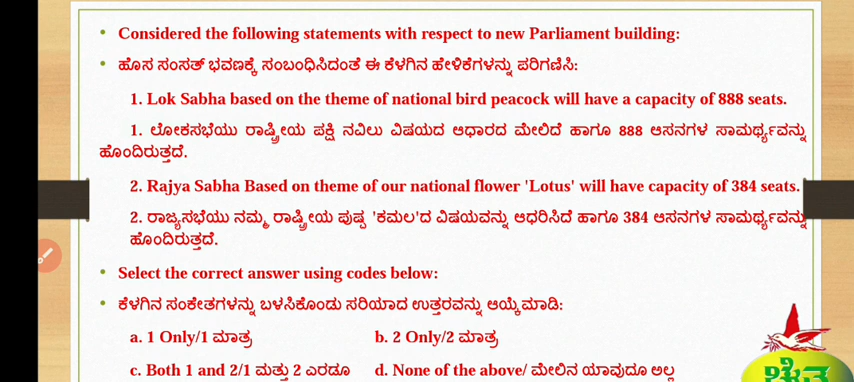 Considered the following statements with respect to new Parliament building:
ಹೊಸ ಸಂಸತ್ ಭವಣಕ್ಕೆ ಸಂಬಂಧಿಸಿದಂತೆ ಈ ಕೆಳಗಿನ ಹೇಳಿಕೆಗಳನ್ನು ಪರಿಗಣಿಸಿ:
1. Lok Sabha based on the theme of national bird peacock will have a capacity of 888 seats.
1. ಲೋಕಸಭೆಯು ರಾಷ್ಟ್ರೀಯ ಪಕ್ಷಿ ನವಿಲು ವಿಷಯದ ಆಧಾರದ ಮೇಲಿದೆ ಹಾಗೂ 888 ಆಸನಗಳ ಸಾಮರ್ಥ್ಯವನ್ನು
ಹೊಂದಿರುತ್ತದೆ.
2. Rajya Sabha Based on theme of our national flower 'Lotus' will have capacity of 384 seats.
2. ರಾಜ್ಯಸಭೆಯು ನಮ್ಮ ರಾಷ್ಟ್ರೀಯ ಪುಷ್ಪ 'ಕಮಲ'ದ ವಿಷಯವನ್ನು ಆಧರಿಸಿದೆ ಹಾಗೂ 384 ಆಸನಗಳ ಸಾಮರ್ಥ್ಯವನ್ನು
ಹೊಂದಿರುತ್ತದೆ.
Select the correct answer using codes below:
ಕೆಳಗಿನ ಸಂಕೇತಗಳನ್ನು ಬಳಸಿಕೊಂಡು ಸರಿಯಾದ ಉತ್ತರವನ್ನು ಆಯ್ಕೆಮಾಡಿ:
a. 1 Only/1 ಮಾತ್ರ b. 2 Only/2 ಮಾತ್ರ
c. Both 1 and 2/1 ಮತ್ತು 2 ಎರಡೂ d. None of the above/ ಮೇಲಿನ ಯಾವುದೂ ಅಲ್ಲ